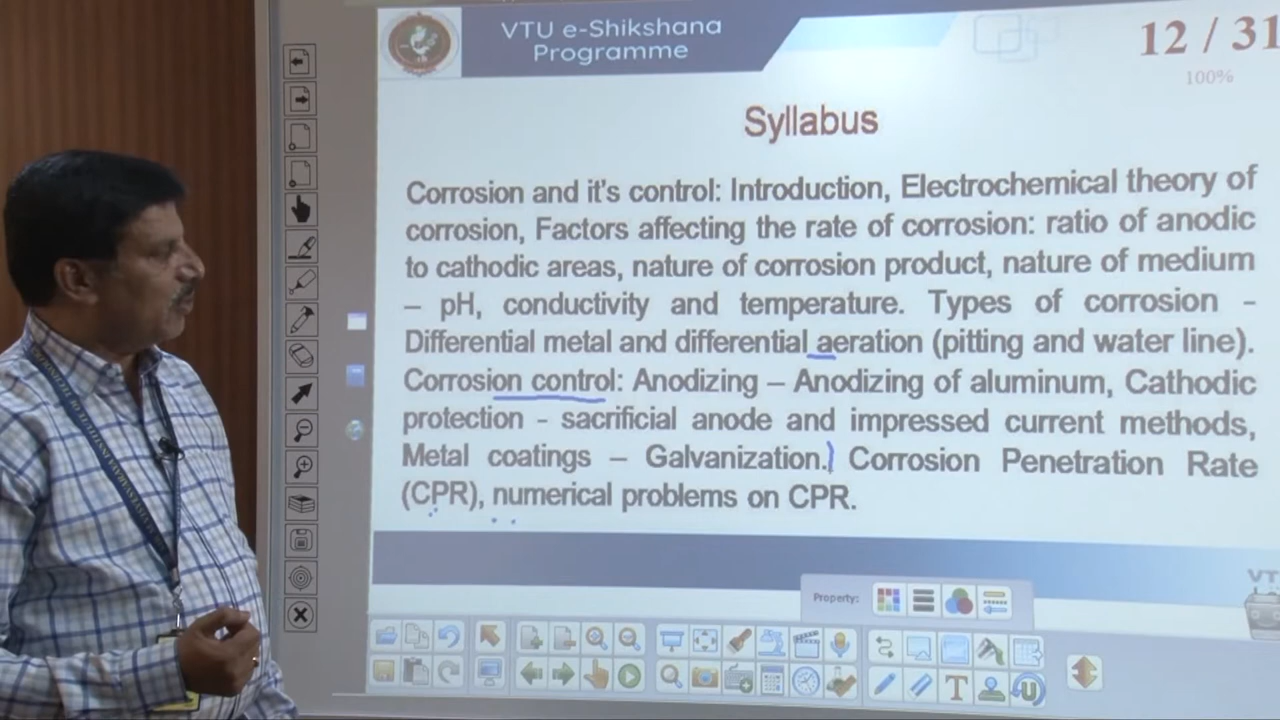 VTU e-Shikshana
Programme
12 / 31
100%
Syllabus
Corrosion and it's control: Introduction, Electrochemical theory of
corrosion, Factors affecting the rate of corrosion: ratio of anodic
to cathodic areas, nature of corrosion product, nature of medium
– pH, conductivity and temperature. Types of corrosion -
Differential metal and differential aeration (pitting and water line).
Corrosion control: Anodizing – Anodizing of aluminum, Cathodic
protection - sacrificial anode and impressed current methods,
Metal coatings – Galvanization. Corrosion Penetration Rate
(CPR), numerical problems on CPR.
VT
Property: